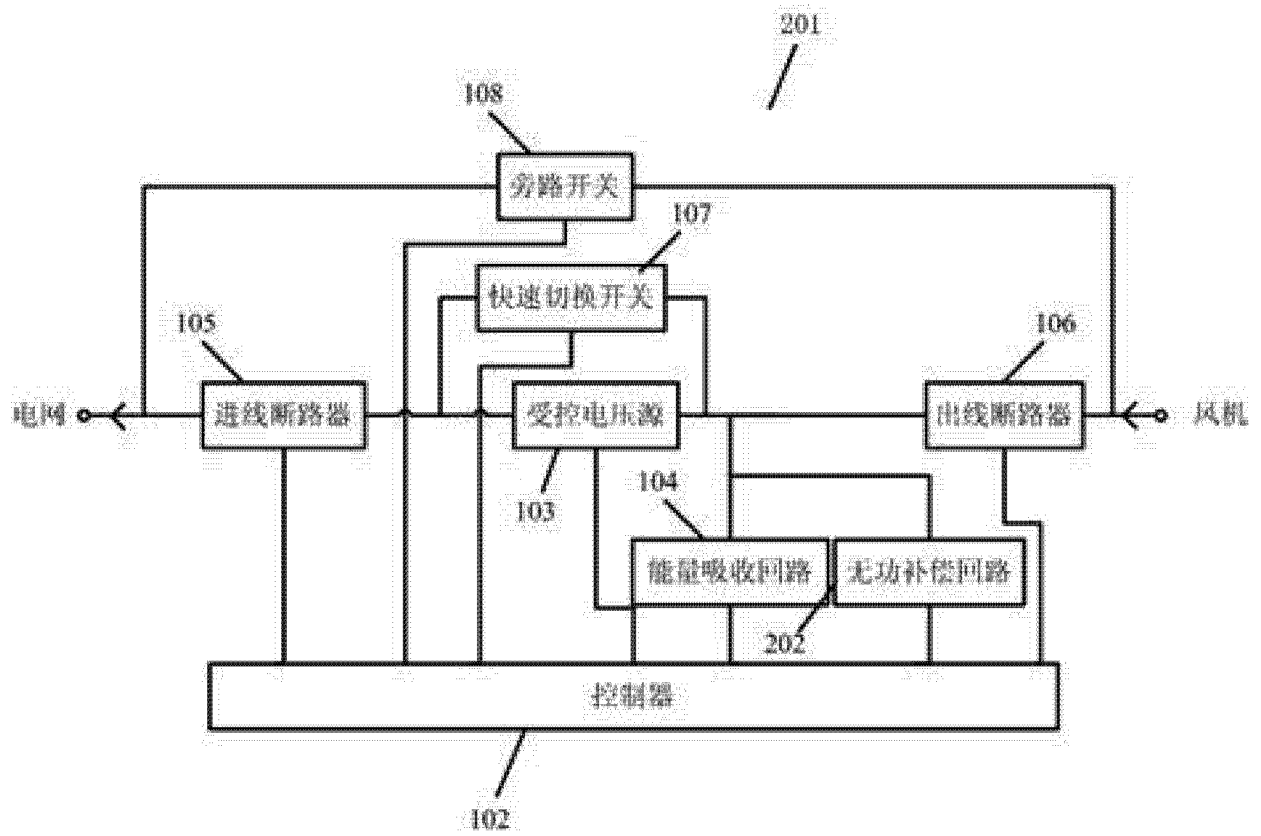 201
108
旁路开关
107
快速切换开关
105
106
电网
进线断路器
受控电压源
出线断路器
风机
103
104
能量吸收回路
无功补偿回路
202
控制器
102